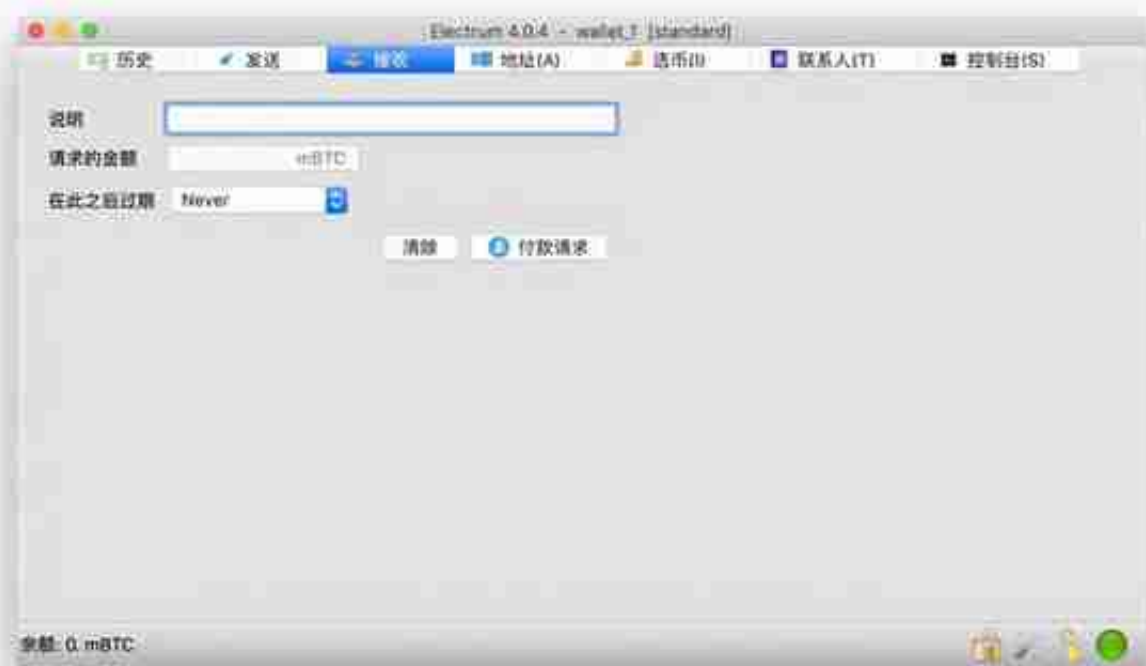 Electrum 4.0.4 - wallet_1 [standard]
历史 发送 接收 地址(A) 选币(I) 联系人(T) 控制台(S)
说明
请求的金额 mBTC
在此之后过期 Never
清除 付款请求
余额: 0. mBTC